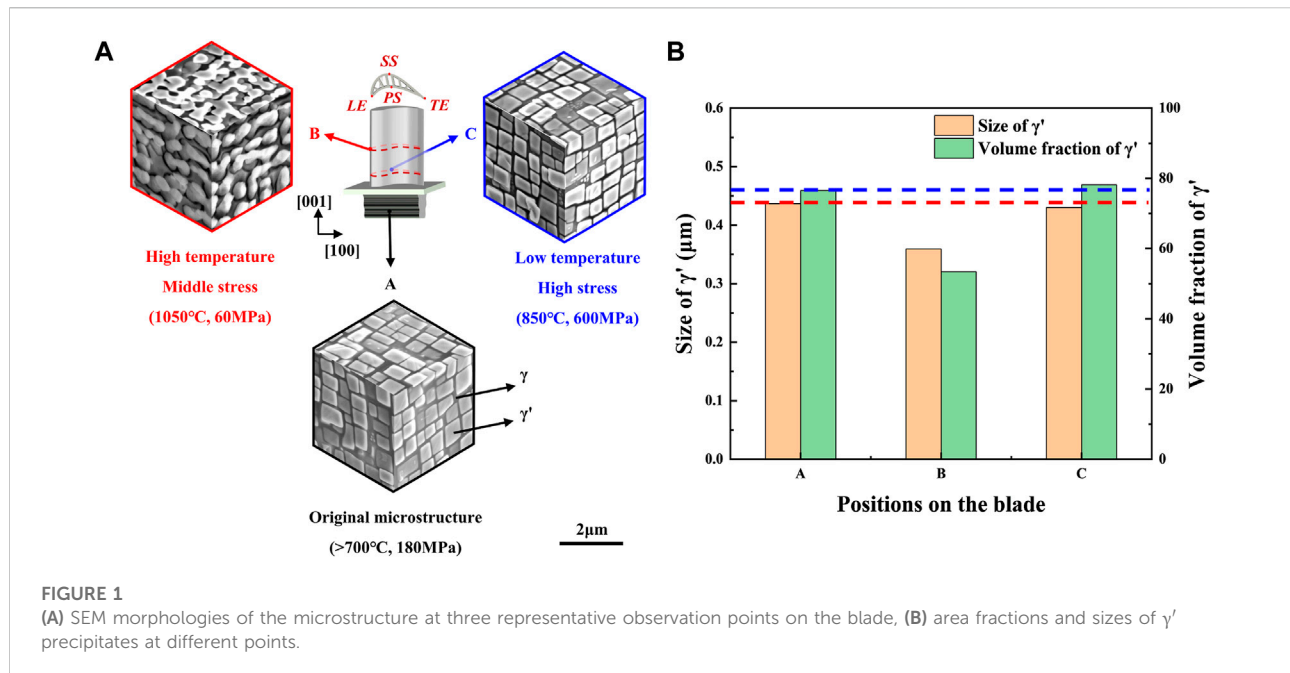 A
SS
LE
PS
TE
B
C
[001]
[100]
High temperature
Middle stress
(1050°C, 60MPa)
Low temperature
High stress
(850°C, 600MPa)
A
γ
γ'
Original microstructure
(>700°C, 180MPa)
2μm
B
Size of γ'
Volume fraction of γ'
Size of γ' (μm)
0.6
0.5
0.4
0.3
0.2
0.1
0.0
100
80
60
40
20
0
Volume fraction of γ'
A
B
C
Positions on the blade
FIGURE 1
(A) SEM morphologies of the microstructure at three representative observation points on the blade, (B) area fractions and sizes of γ′
precipitates at different points.